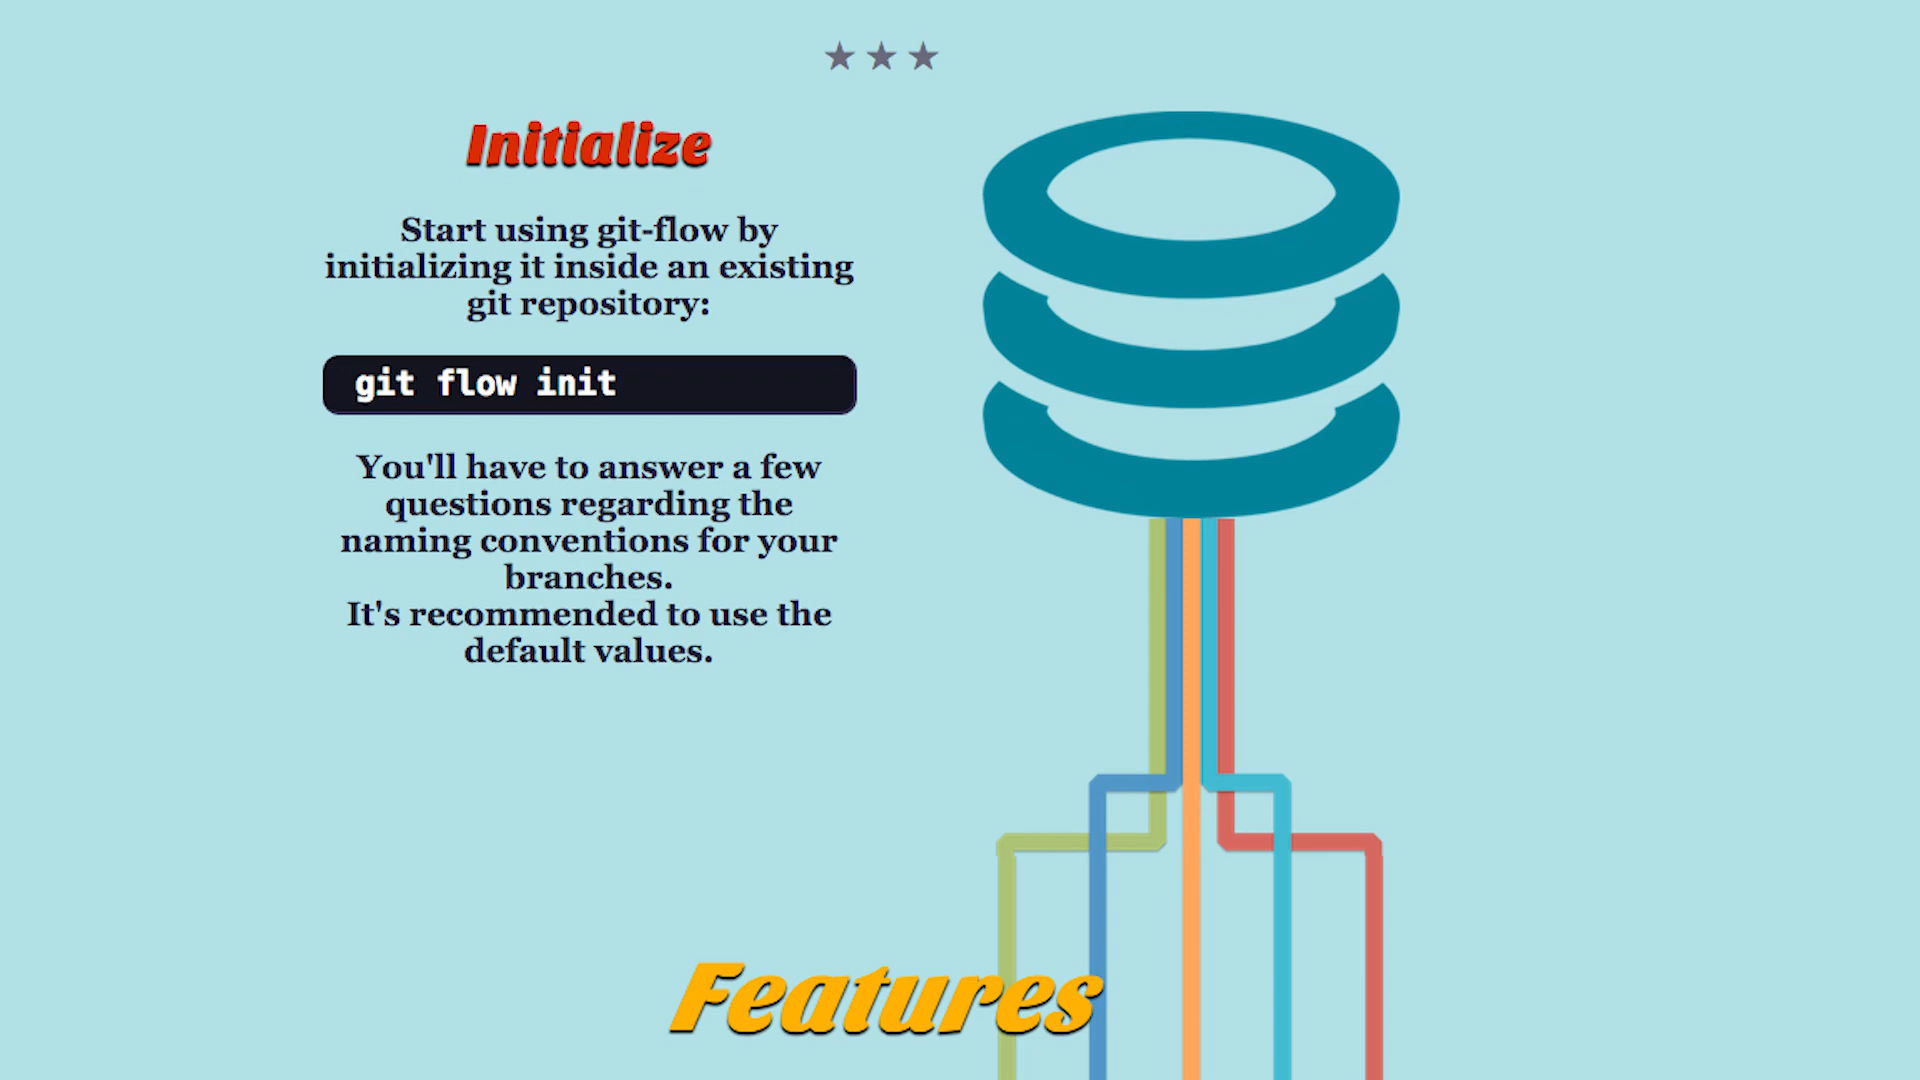 Initialize
Start using git-flow by
initializing it inside an existing
git repository:
git flow init
You'll have to answer a few
questions regarding the
naming conventions for your
branches.
It's recommended to use the
default values.
Features